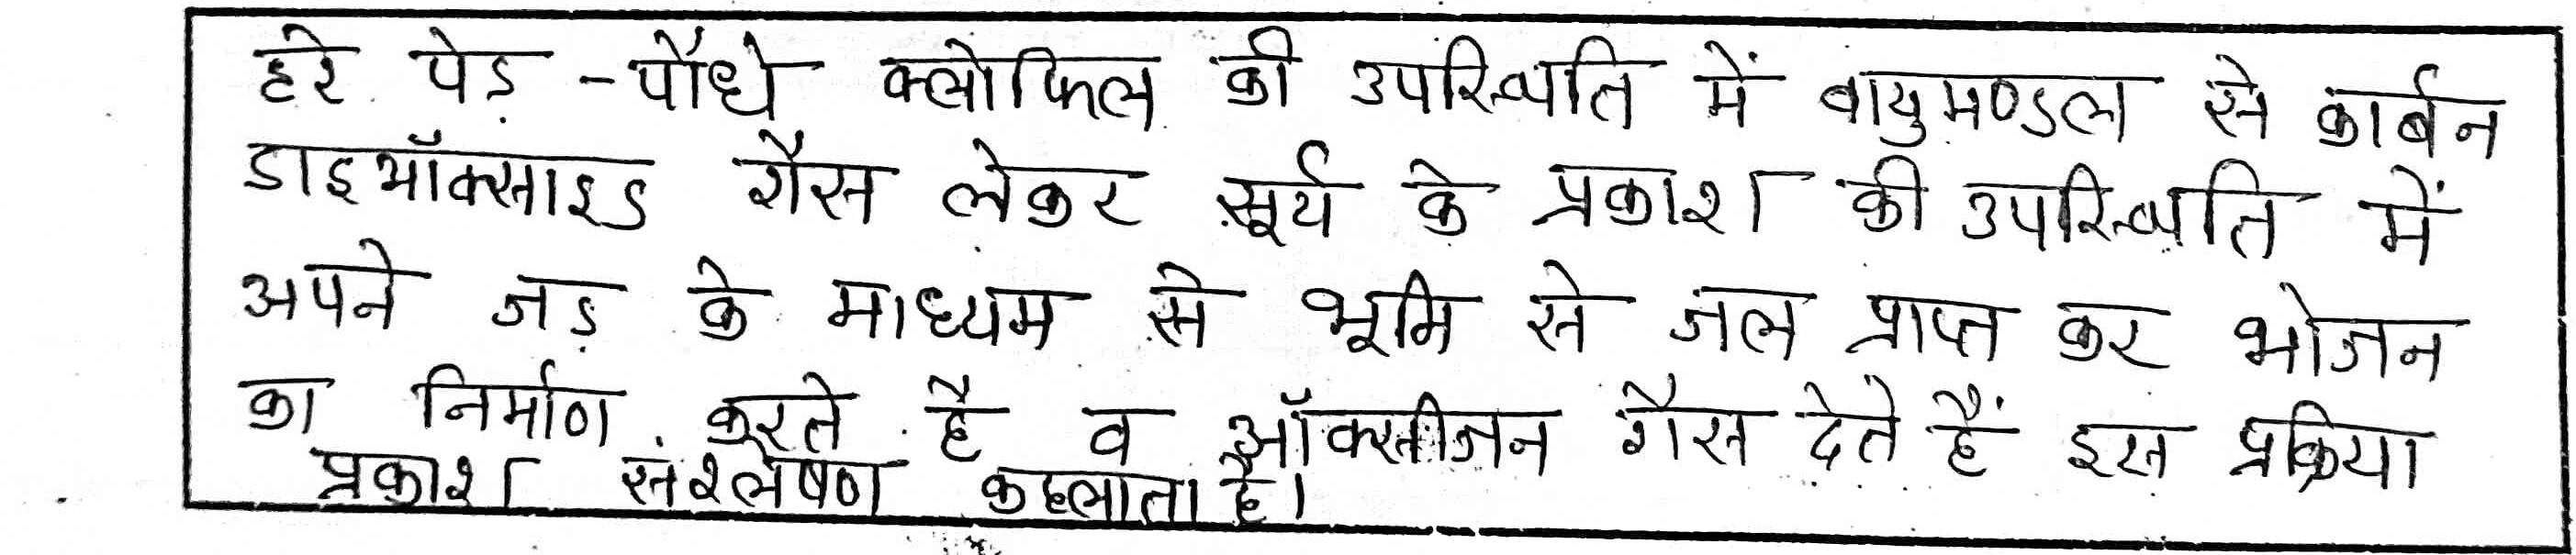 हरे पेड़ -पौधे क्लोफिल की उपस्थिति में वायुमण्डल से कार्बन
डाइऑक्साइड गैस लेकर सूर्य के प्रकाश की उपस्थिति में
अपने जड़ के माध्यम से भूमि से जल प्राप्त कर भोजन
का निर्माण करते है व ऑक्सीजन गैस देते हैं इस प्रक्रिया
प्रकाश संश्लेषण कहलाता है।